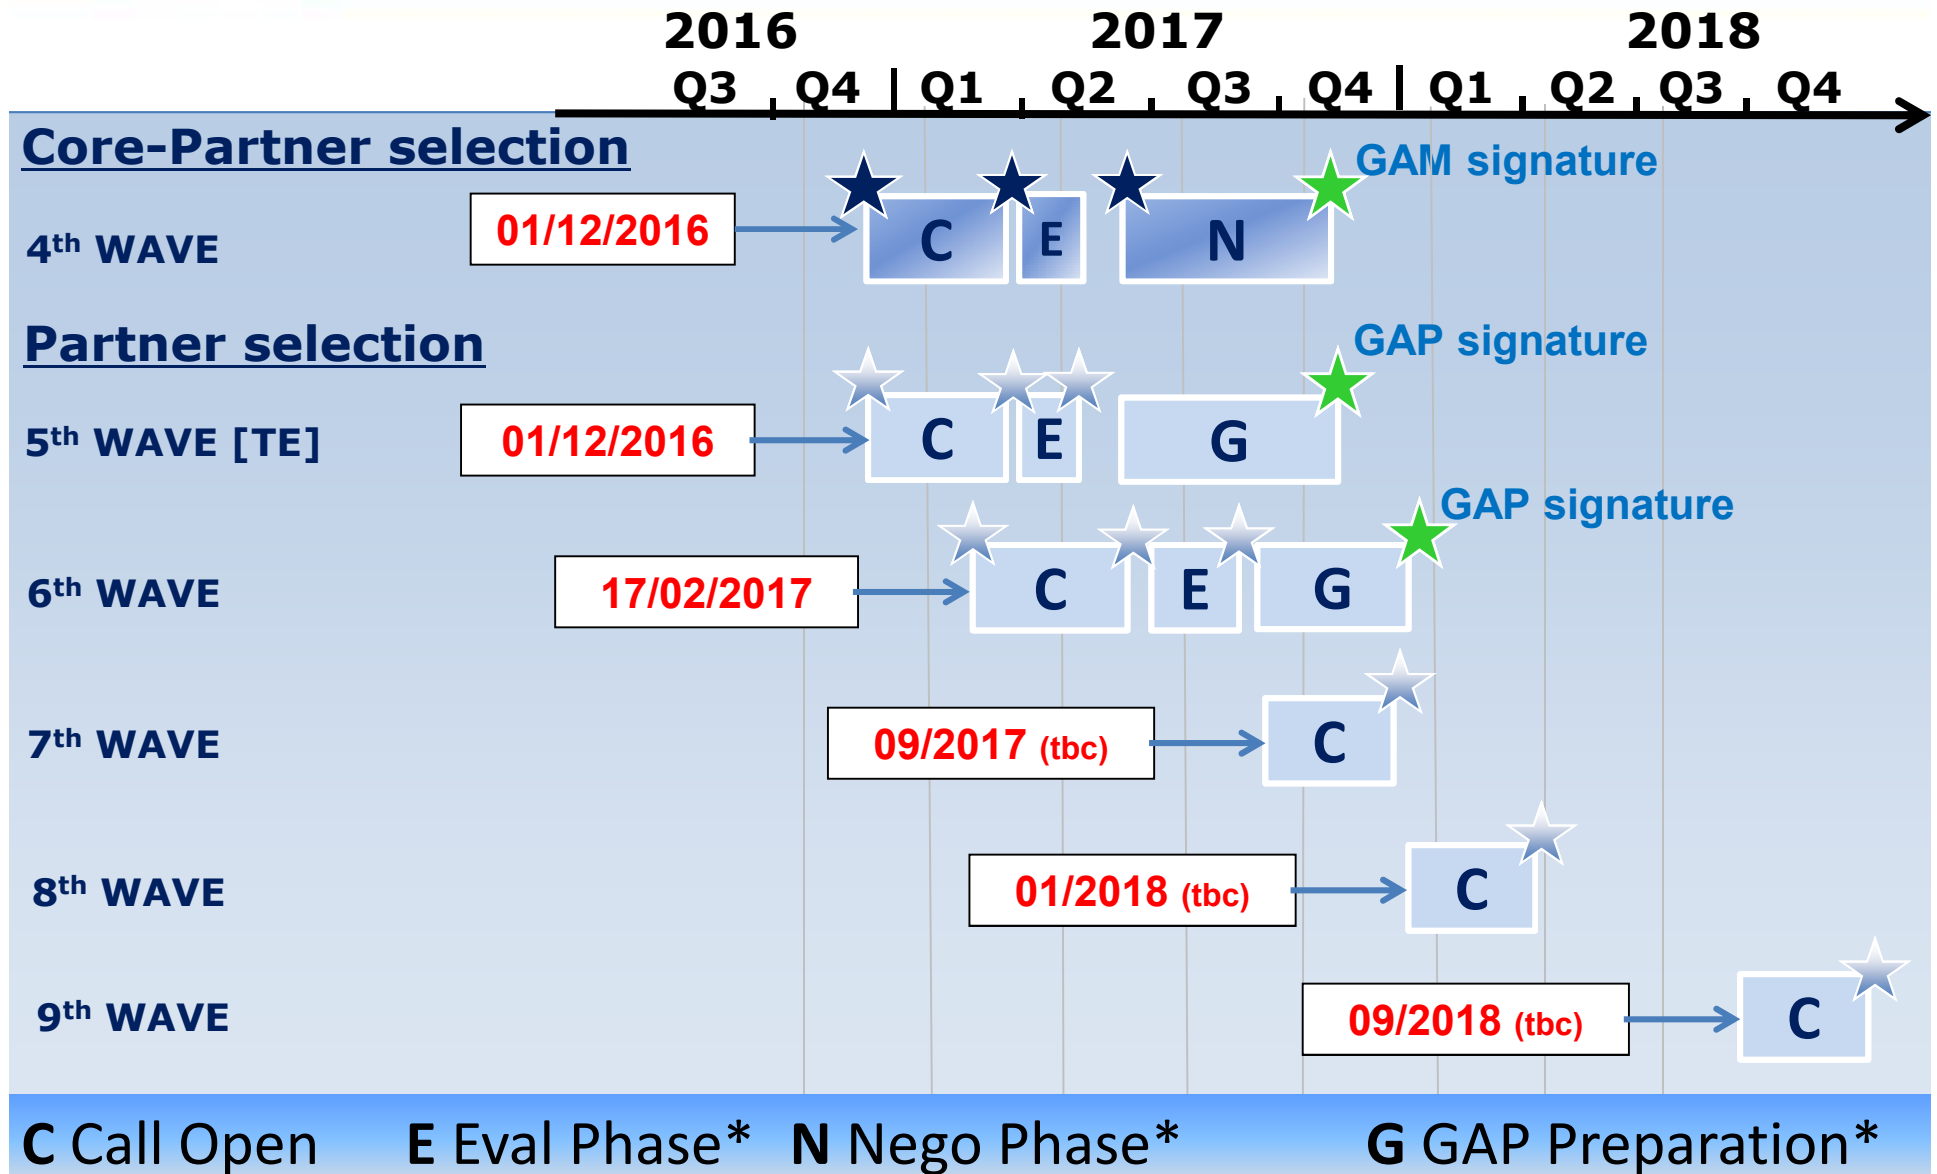 2016 2017 2018
Q3 Q4 Q1 Q2 Q3 Q4 Q1 Q2 Q3 Q4
Core-Partner selection
GAM signature
4th WAVE 01/12/2016 C E N
Partner selection
GAP signature
5th WAVE [TE] 01/12/2016 C E G
GAP signature
6th WAVE 17/02/2017 C E G
7th WAVE 09/2017 (tbc) C
8th WAVE 01/2018 (tbc) C
9th WAVE 09/2018 (tbc) C
C Call Open E Eval Phase* N Nego Phase* G GAP Preparation*